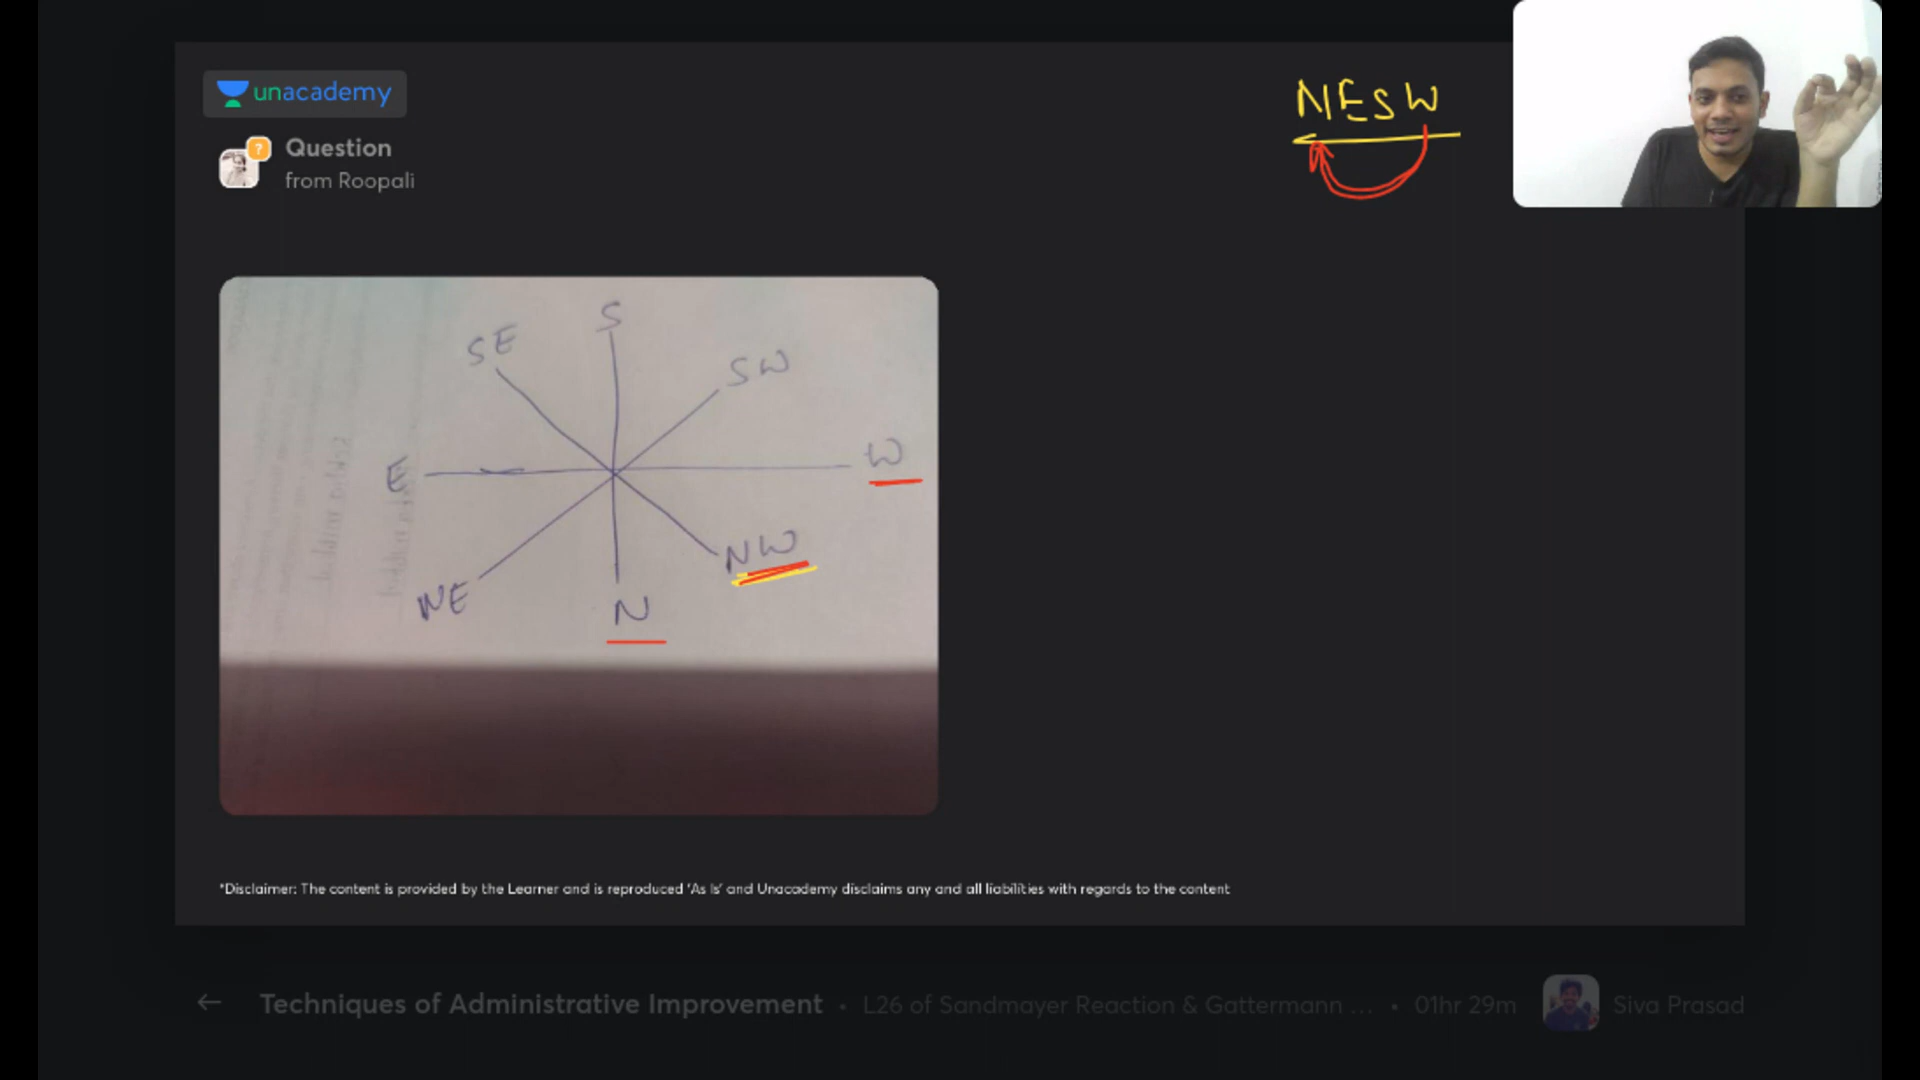 unacademy
NESW
?
Question
from Roopali
S
SE
SW
W
E
NW
NE
N
*Disclaimer: The content is provided by the Learner and is reproduced 'As Is' and Unacademy disclaims any and all liabilities with regards to the content
← Techniques of Administrative Improvement • L26 of Sandmayer Reaction & Gattermann ... • 01hr 29m Siva Prasad